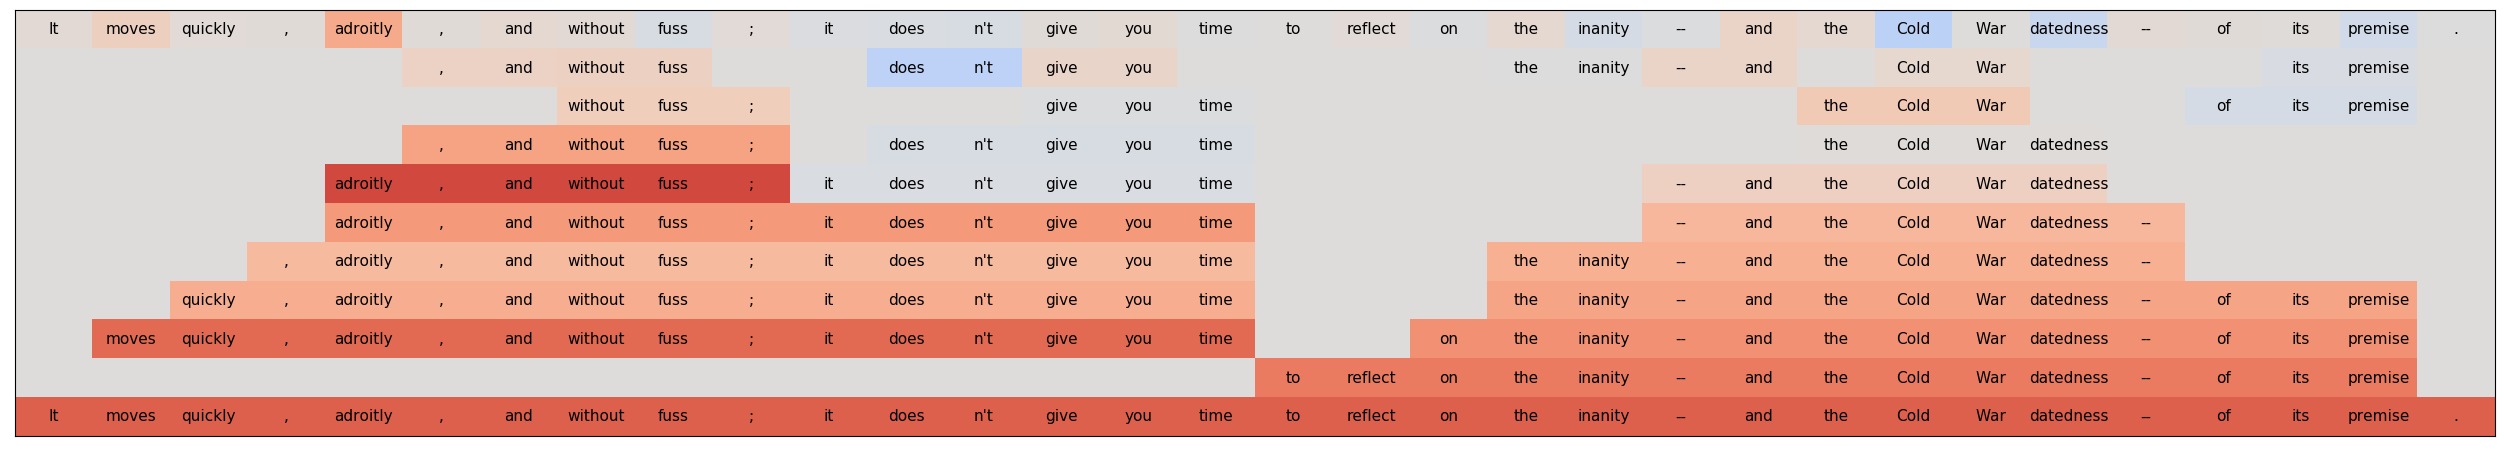 It moves quickly , adroitly , and without fuss ; it does n't give you time to reflect on the inanity -- and the Cold War datedness -- of its premise .
, and without fuss does n't give you the inanity -- and Cold War its premise
without fuss ; give you time the Cold War of its premise
, and without fuss ; does n't give you time the Cold War datedness
adroitly , and without fuss ; it does n't give you time -- and the Cold War datedness
adroitly , and without fuss ; it does n't give you time -- and the Cold War datedness --
, adroitly , and without fuss ; it does n't give you time the inanity -- and the Cold War datedness --
quickly , adroitly , and without fuss ; it does n't give you time the inanity -- and the Cold War datedness -- of its premise
moves quickly , adroitly , and without fuss ; it does n't give you time on the inanity -- and the Cold War datedness -- of its premise
to reflect on the inanity -- and the Cold War datedness -- of its premise
It moves quickly , adroitly , and without fuss ; it does n't give you time to reflect on the inanity -- and the Cold War datedness -- of its premise .